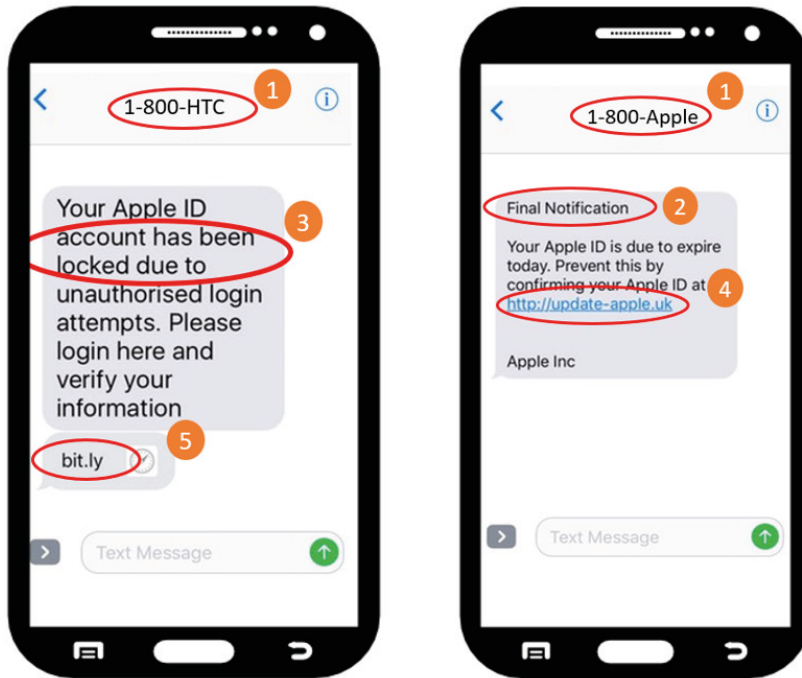 1-800-HTC
1
Your Apple ID
account has been
locked due to
unauthorised login
attempts. Please
login here and
verify your
information
3
bit.ly
5
Text Message
1-800-Apple
1
Final Notification
2
Your Apple ID is due to expire
today. Prevent this by
confirming your Apple ID at
http://update-apple.uk
4
Apple Inc
Text Message